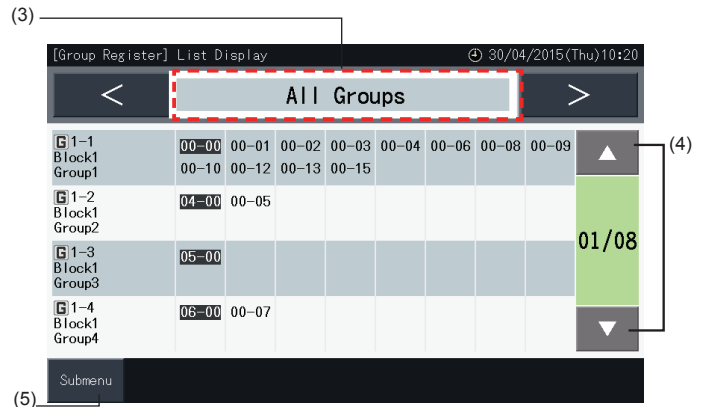 (3)
[Group Register] List Display 30/04/2015(Thu)10:20
< All Groups >
G 1-1 00-00 00-01 00-02 00-03 00-04 00-06 00-08 00-09
Block1
Group1 00-10 00-12 00-13 00-15
(4)
G 1-2 04-00 00-05
Block1
Group2
01/08
G 1-3 05-00
Block1
Group3
G 1-4 06-00 00-07
Block1
Group4
Submenu
(5)